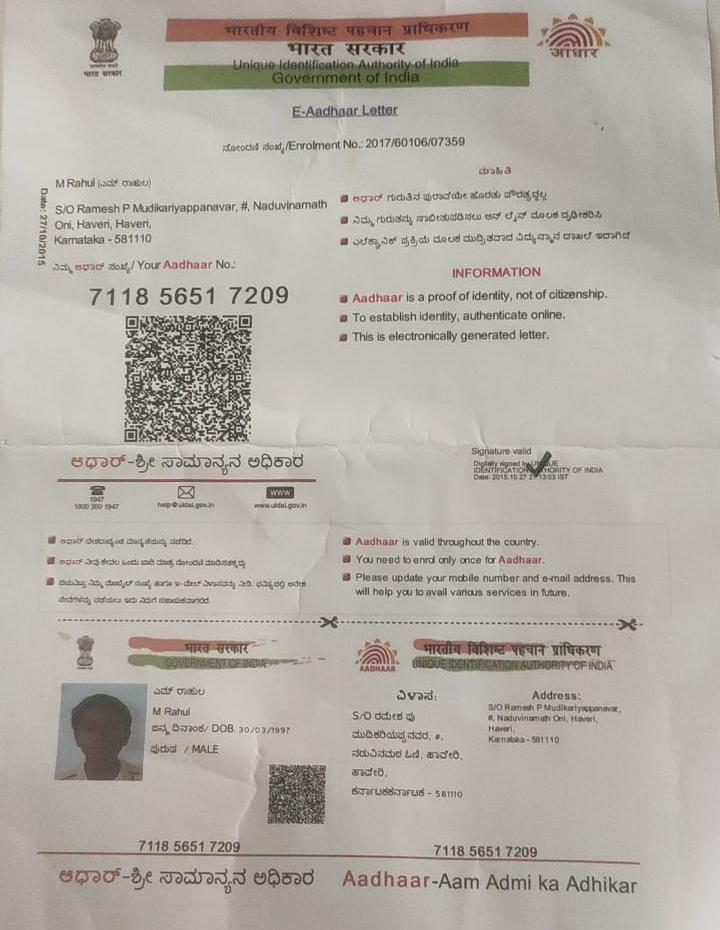 भारतीय विशिष्ट पहचान प्राधिकरण
भारत सरकार
Unique Identification Authority of India
Government of India
भारत सरकार
आधार
E-Aadhaar Letter
ನೋಂದಣಿ ಸಂಖ್ಯೆ/Enrolment No.: 2017/60106/07359
Date: 27/10/2015
M Rahul (ಎಮ್ ರಾಹುಲ)
S/O Ramesh P Mudikariyappanavar, #, Naduvinamath
Oni, Haveri, Haveri,
Karnataka - 581110
ನಿಮ್ಮ ಆಧಾರ್ ಸಂಖ್ಯೆ/ Your Aadhaar No.:
7118 5651 7209
ಮಾಹಿತಿ
ಆಧಾರ್ ಗುರುತಿನ ಪುರಾವೆಯೇ ಹೊರತು ಪೌರತ್ವದ್ದಲ್ಲ
ನಿಮ್ಮ ಗುರುತನ್ನು ಸಾಬೀತುಪಡಿಸಲು ಆನ್ ಲೈನ್ ಮೂಲಕ ದೃಢೀಕರಿಸಿ
ಮೂಲಕ ಮುದ್ರಿತವಾದ
INFORMATION
Aadhaar is a proof of identity, not of citizenship.
To establish identity, authenticate online.
This is electronically generated letter.
ಆಧಾರ್-ಶ್ರೀ ಸಾಮಾನ್ಯನ ಅಧಿಕಾರ
1947
1800 300 1947
help@uidai.gov.in
WWW
www.uidai.gov.in
Signature valid
Digitally signed by UNIQUE
IDENTIFICATION AUTHORITY OF INDIA
Date: 2015.10.27 21:13:03 IST
ಆಧಾರ್ ದೇಶಾದ್ಯಂತ ಮಾನ್ಯತೆಯನ್ನು ಪಡೆದಿದೆ.
ಆಧಾರ್ ನೀವು ಕೇವಲ ಒಂದು ಬಾರಿ ಮಾತ್ರ
ದಯವಿಟ್ಟು ನಿಮ್ಮ ಮೊಬೈಲ್ ಸಂಖ್ಯೆ ಹಾಗೂ ಇ-ಮೇಲ್ ವಿಳಾಸವನ್ನು ನೀಡಿ. ಭವಿಷ್ಯದಲ್ಲಿ ಅನೇಕ
ಸೇವೆಗಳನ್ನು ಪಡೆಯಲು ಇದು ನಿಮಗೆ ಸಹಾಯಕವಾಗಲಿದೆ.
Aadhaar is valid throughout the country.
You need to enrol only once for Aadhaar.
Please update your mobile number and e-mail address. This
will help you to avail various services in future.
भारत सरकार
GOVERNMENT OF INDIA
ಎಮ್ ರಾಹುಲ
M Rahul
ಜನ್ಮ ದಿನಾಂಕ/ DOB: 30/03/1997
ಪುರುಷ / MALE
7118 5651 7209
ಆಧಾರ್-ಶ್ರೀ ಸಾಮಾನ್ಯನ ಅಧಿಕಾರ
AADHAAR
भारतीय विशिष्ट पहचान प्राधिकरण
UNIQUE IDENTIFICATION AUTHORITY OF INDIA
ವಿಳಾಸ:
S/O ರಮೇಶ ಪು
ಮುದಿಕರಿಯಪ್ಪನವರ, #,
ನಡುವಿನಮಠ ಓಣಿ, ಹಾವೇರಿ,
ಹಾವೇರಿ,
ಕರ್ನಾಟಕಕರ್ನಾಟಕ - 581110
Address:
S/O Ramesh P Mudikariyappanavar,
#, Naduvinamath Oni, Haveri,
Haveri,
Karnataka - 581110
7118 5651 7209
Aadhaar-Aam Admi ka Adhikar